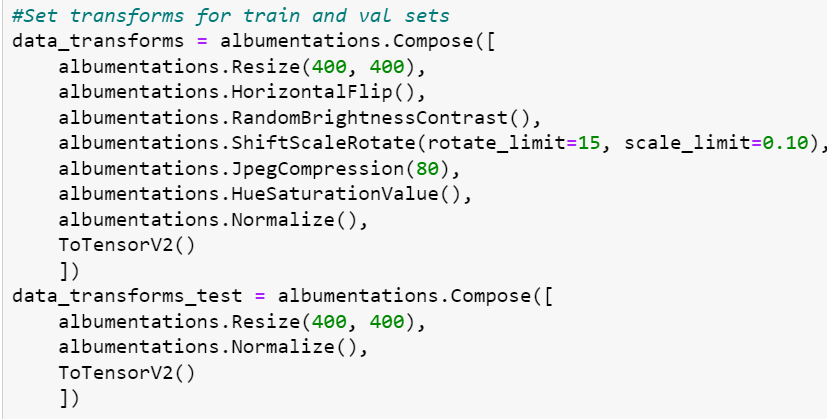 #Set transforms for train and val sets
data_transforms = albumentations.Compose([
    albumentations.Resize(400, 400),
    albumentations.HorizontalFlip(),
    albumentations.RandomBrightnessContrast(),
    albumentations.ShiftScaleRotate(rotate_limit=15, scale_limit=0.10),
    albumentations.JpegCompression(80),
    albumentations.HueSaturationValue(),
    albumentations.Normalize(),
    ToTensorV2()
    ])
data_transforms_test = albumentations.Compose([
    albumentations.Resize(400, 400),
    albumentations.Normalize(),
    ToTensorV2()
    ])